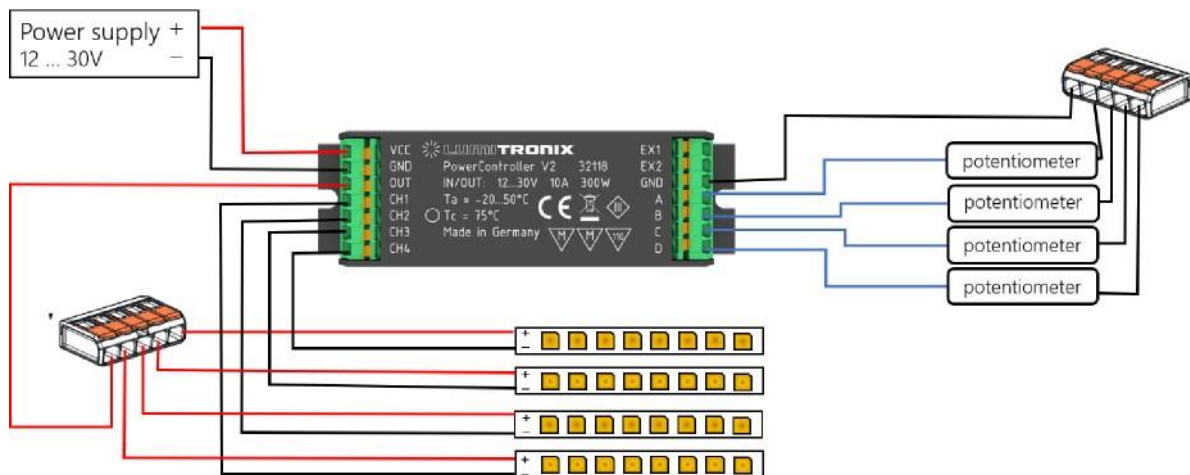 Power supply +
12 ... 30V –
VCC
GND
OUT
CH1
CH2
CH3
CH4
LUMITRONIX
PowerController V2 32118
IN/OUT: 12...30V 10A 300W
Ta = -20...50°C
Tc = 75°C
Made in Germany
CE
EX1
EX2
GND
A
B
C
D
potentiometer
potentiometer
potentiometer
potentiometer
+
–
+
–
+
–
+
–